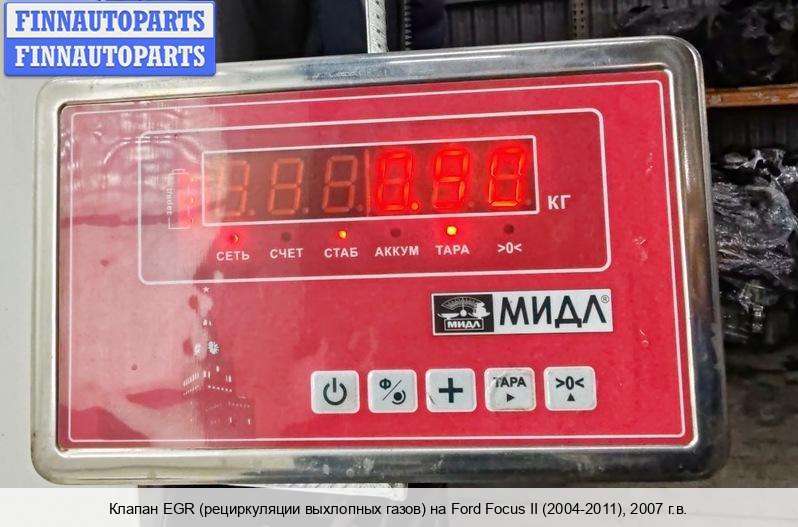 FINNAUTOPARTS
FINNAUTOPARTS
0.90
КГ
СЕТЬ СЧЕТ СТАБ АККУМ ТАРА >0<
МИДЛ МИДЛ®
Ф ТАРА >0<
Клапан EGR (рециркуляции выхлопных газов) на Ford Focus II (2004-2011), 2007 г.в.